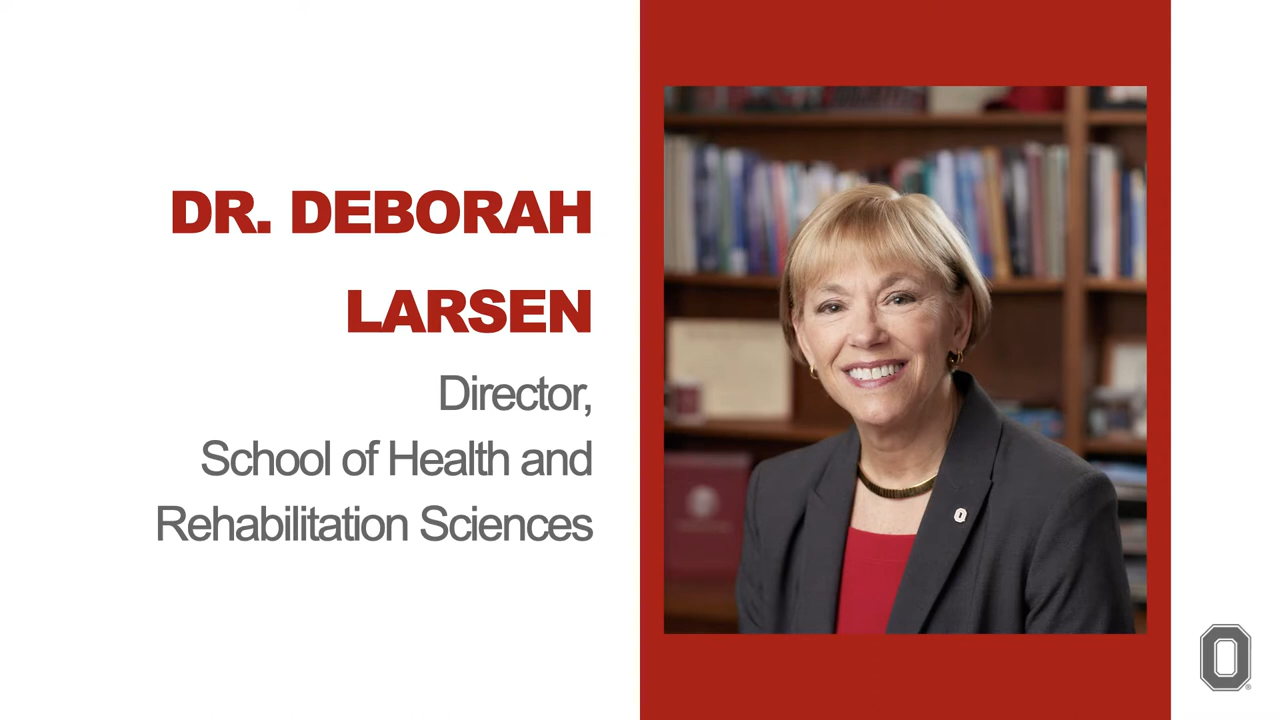 DR. DEBORAH
LARSEN
Director,
School of Health and
Rehabilitation Sciences
O®